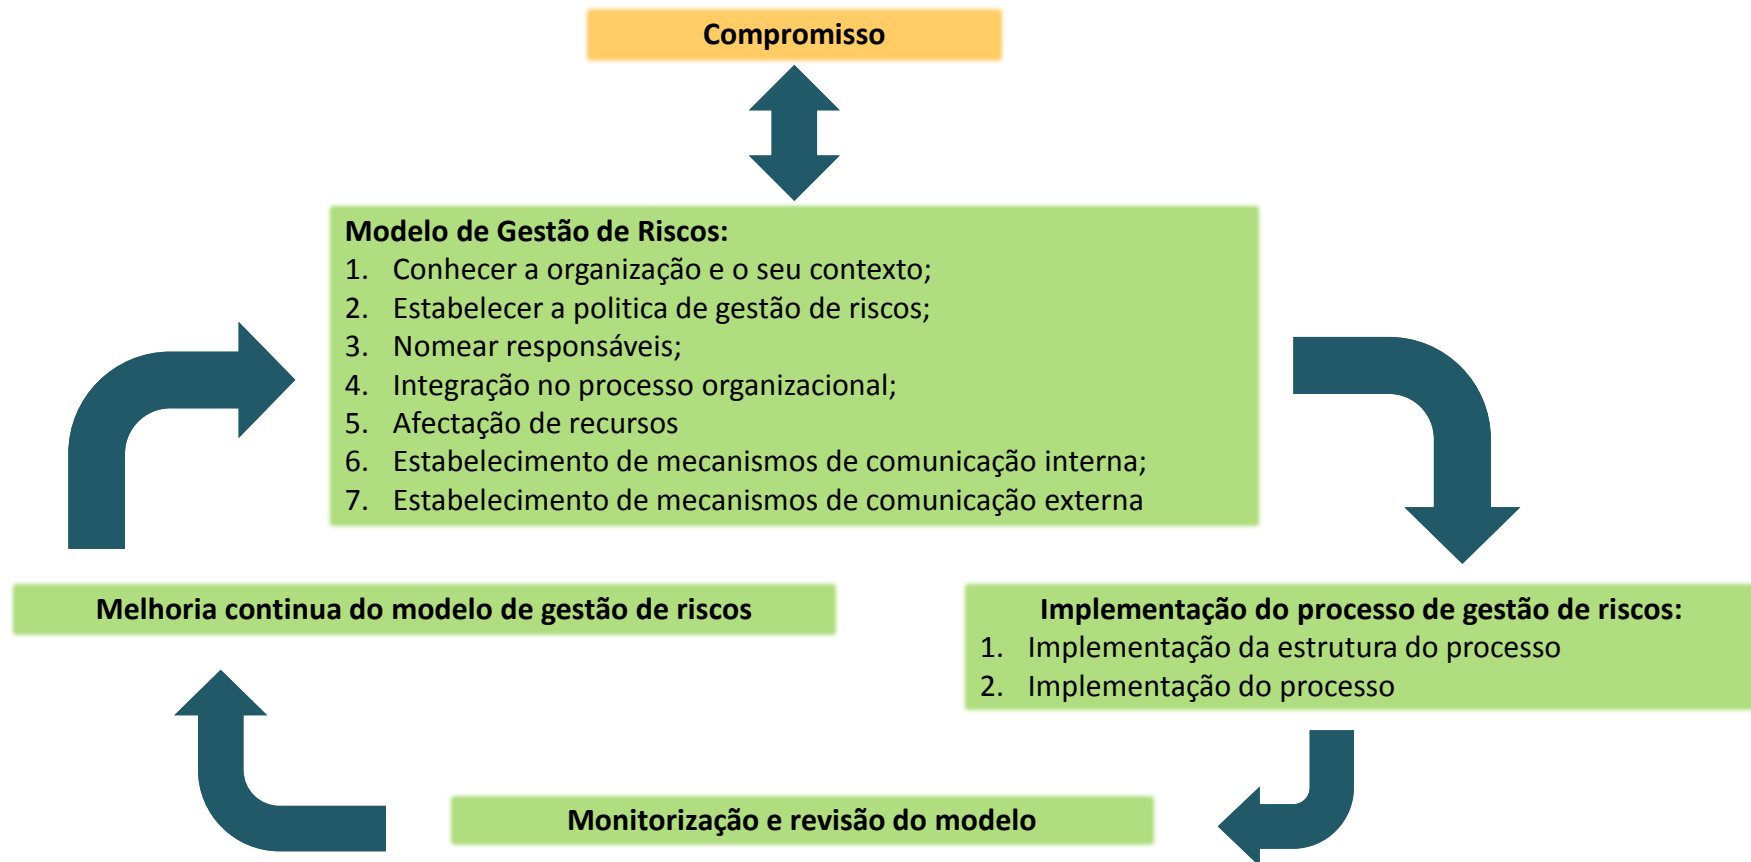 Compromisso
Modelo de Gestão de Riscos:
1. Conhecer a organização e o seu contexto;
2. Estabelecer a politica de gestão de riscos;
3. Nomear responsáveis;
4. Integração no processo organizacional;
5. Afectação de recursos
6. Estabelecimento de mecanismos de comunicação interna;
7. Estabelecimento de mecanismos de comunicação externa
Melhoria continua do modelo de gestão de riscos
Implementação do processo de gestão de riscos:
1. Implementação da estrutura do processo
2. Implementação do processo
Monitorização e revisão do modelo